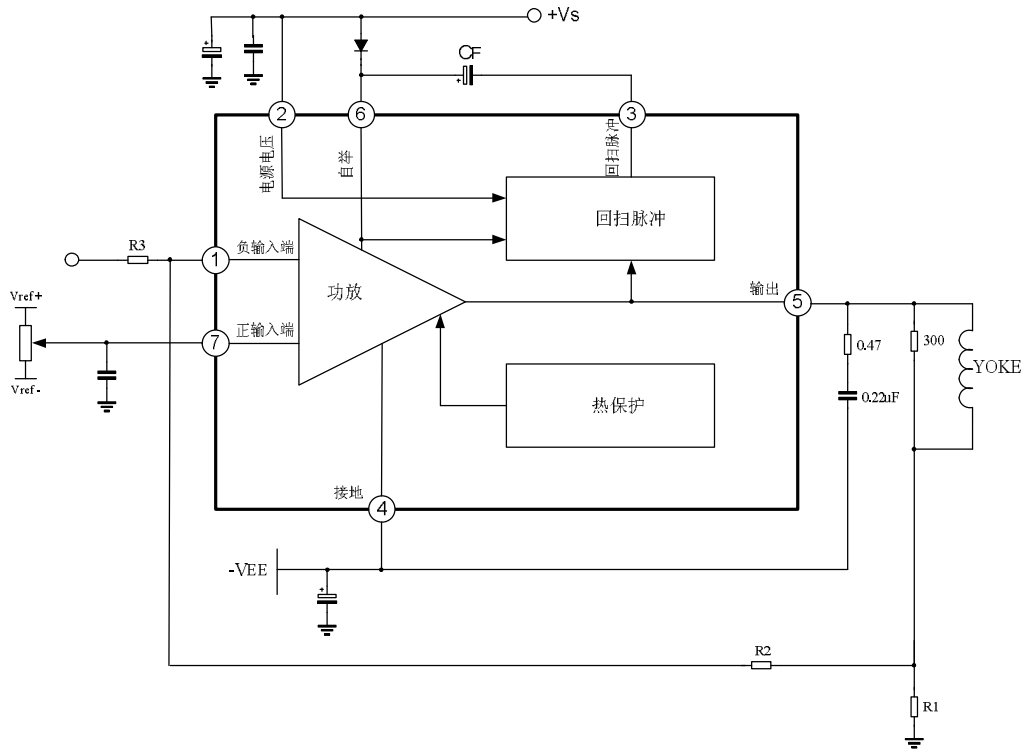 +Vs
CF
2
6
3
电源电压
自举
回扫脉冲
回扫脉冲
R3
1
负输入端
功放
输出
5
Vref+
7
正输入端
Vref-
0.47
300
YOKE
0.22uF
热保护
接地
4
-VEE
R2
R1